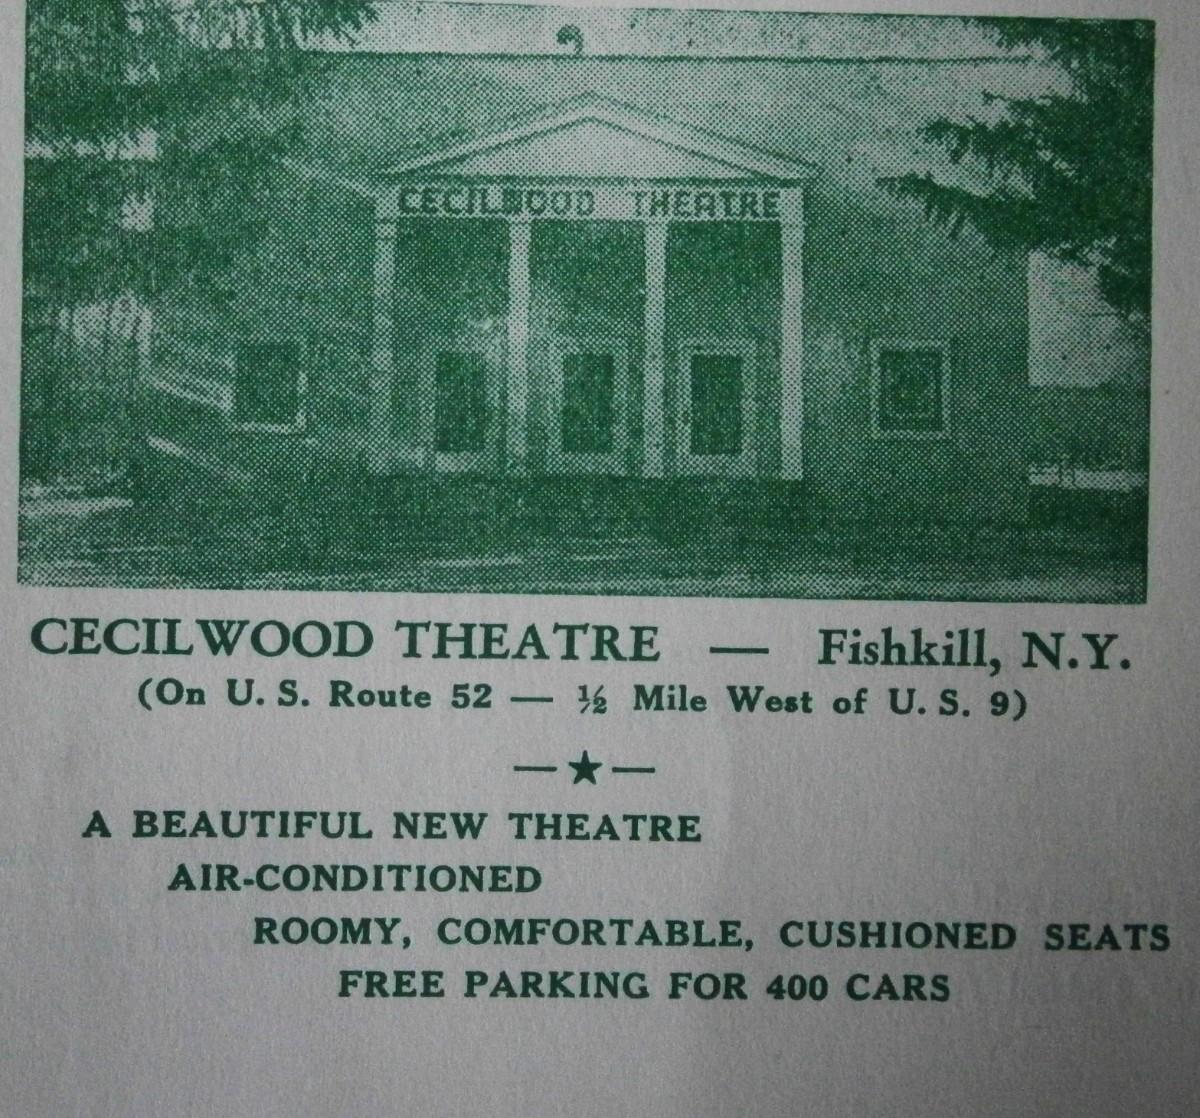 CECILWOOD THEATRE
CECILWOOD THEATRE — Fishkill, N.Y.
(On U. S. Route 52 — ½ Mile West of U. S. 9)
—★—
A BEAUTIFUL NEW THEATRE
AIR-CONDITIONED
ROOMY, COMFORTABLE, CUSHIONED SEATS
FREE PARKING FOR 400 CARS